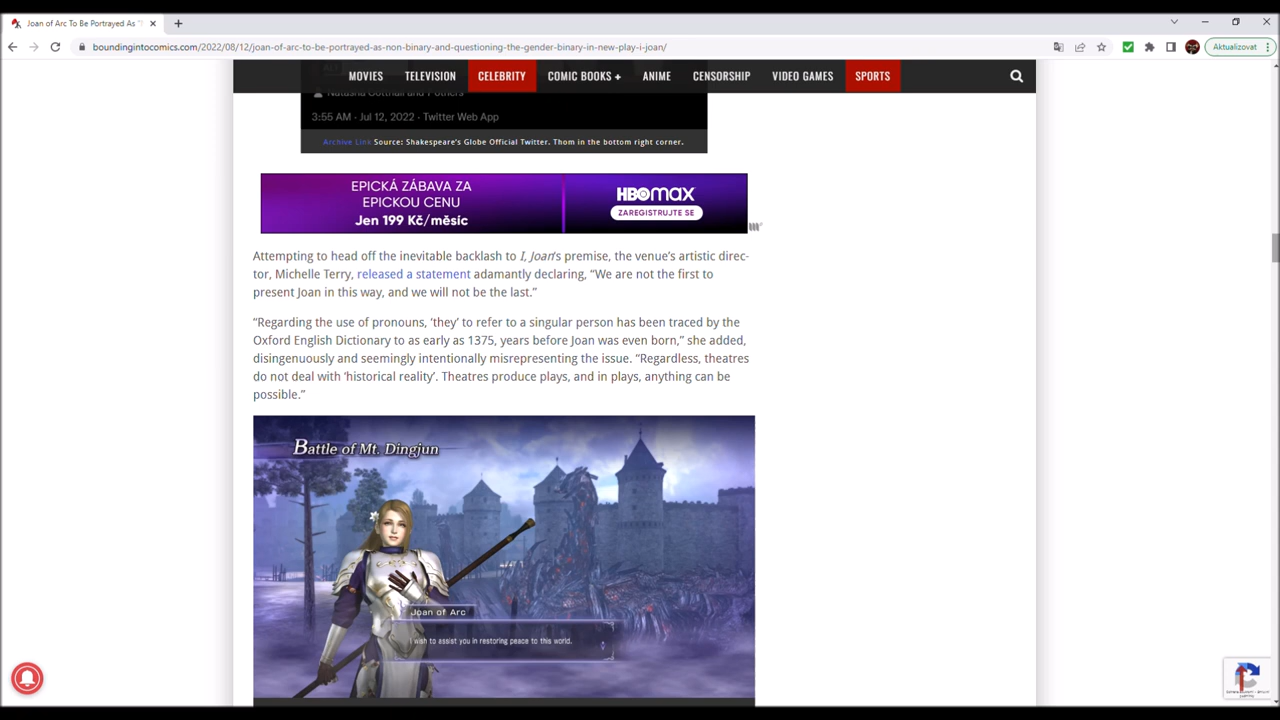 Joan of Arc To Be Portrayed As "
boundingintocomics.com/2022/08/12/joan-of-arc-to-be-portrayed-as-non-binary-and-questioning-the-gender-binary-in-new-play-i-joan/
Aktualizovat
MOVIES TELEVISION CELEBRITY COMIC BOOKS + ANIME CENSORSHIP VIDEO GAMES SPORTS
3:55 AM · Jul 12, 2022 · Twitter Web App
Archive Link Source: Shakespeare's Globe Official Twitter. Thom in the bottom right corner.
EPICKÁ ZÁBAVA ZA
EPICKOU CENU
Jen 199 Kč/měsíc
HBOmax
ZAREGISTRUJTE SE
Attempting to head off the inevitable backlash to I, Joan's premise, the venue's artistic direc-
tor, Michelle Terry, released a statement adamantly declaring, “We are not the first to
present Joan in this way, and we will not be the last.”
“Regarding the use of pronouns, ‘they’ to refer to a singular person has been traced by the
Oxford English Dictionary to as early as 1375, years before Joan was even born,” she added,
disingenuously and seemingly intentionally misrepresenting the issue. “Regardless, theatres
do not deal with ‘historical reality’. Theatres produce plays, and in plays, anything can be
possible.”
Battle of Mt. Dingjun
Joan of Arc
I wish to assist you in restoring peace to this world.